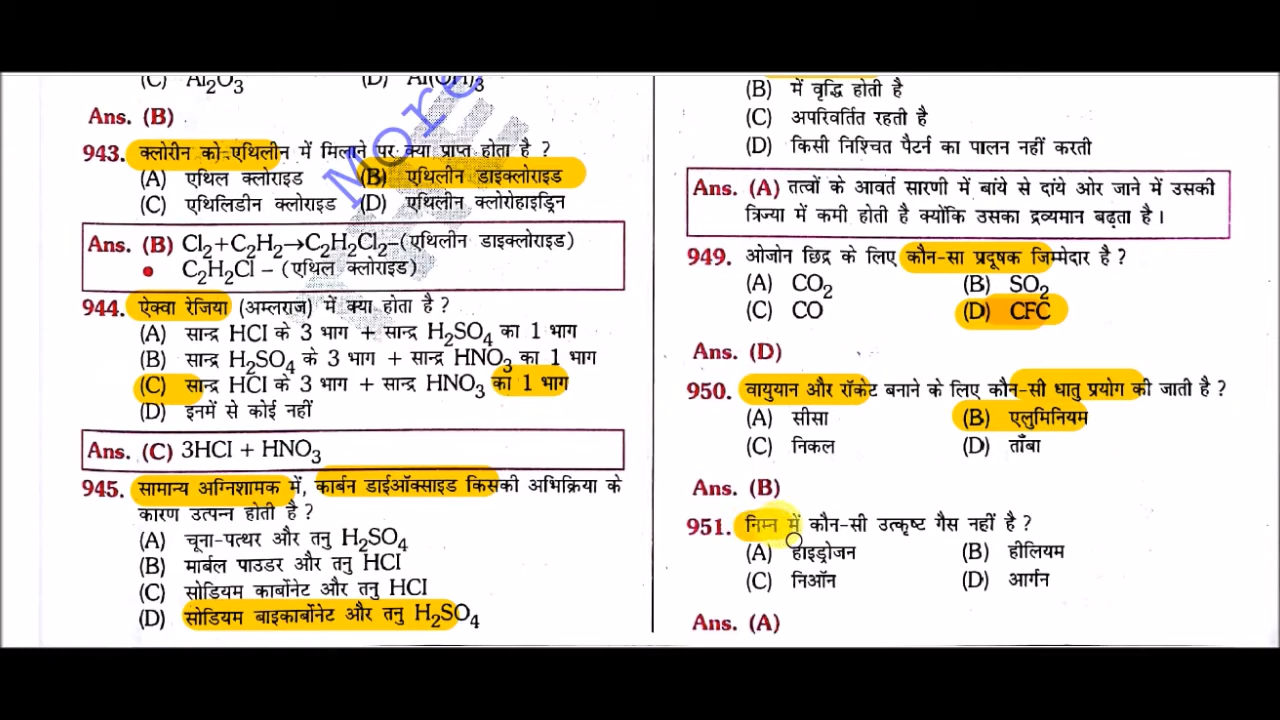 (C) Al2O3 (D) Al(OH)3
Ans. (B)
943. क्लोरीन को एथिलीन में मिलाने पर क्या प्राप्त होता है ?
(A) एथिल क्लोराइड (B) एथिलीन डाइक्लोराइड
(C) एथिलिडीन क्लोराइड (D) एथिलीन क्लोरोहाइड्रिन
Ans. (B) Cl2+C2H2→C2H2Cl2–(एथिलीन डाइक्लोराइड)
• C2H2Cl – (एथिल क्लोराइड)
944. ऐक्वा रेजिया (अम्लराज) में क्या होता है ?
(A) सान्द्र HCl के 3 भाग + सान्द्र H2SO4 का 1 भाग
(B) सान्द्र H2SO4 के 3 भाग + सान्द्र HNO3 का 1 भाग
(C) सान्द्र HCl के 3 भाग + सान्द्र HNO3 का 1 भाग
(D) इनमें से कोई नहीं
Ans. (C) 3HCl + HNO3
945. सामान्य अग्निशामक में, कार्बन डाईऑक्साइड किसकी अभिक्रिया के
कारण उत्पन्न होती है ?
(A) चूना-पत्थर और तनु H2SO4
(B) मार्बल पाउडर और तनु HCl
(C) सोडियम कार्बोनेट और तनु HCl
(D) सोडियम बाइकार्बोनेट और तनु H2SO4
More
(B) में वृद्धि होती है
(C) अपरिवर्तित रहती है
(D) किसी निश्चित पैटर्न का पालन नहीं करती
Ans. (A) तत्वों के आवर्त सारणी में बांये से दांये ओर जाने में उसकी
त्रिज्या में कमी होती है क्योंकि उसका द्रव्यमान बढ़ता है।
949. ओजोन छिद्र के लिए कौन-सा प्रदूषक जिम्मेदार है ?
(A) CO2 (B) SO2
(C) CO (D) CFC
Ans. (D)
950. वायुयान और रॉकेट बनाने के लिए कौन-सी धातु प्रयोग की जाती है ?
(A) सीसा (B) एलुमिनियम
(C) निकल (D) ताँबा
Ans. (B)
951. निम्न में कौन-सी उत्कृष्ट गैस नहीं है ?
(A) हाइड्रोजन (B) हीलियम
(C) निऑन (D) आर्गन
Ans. (A)